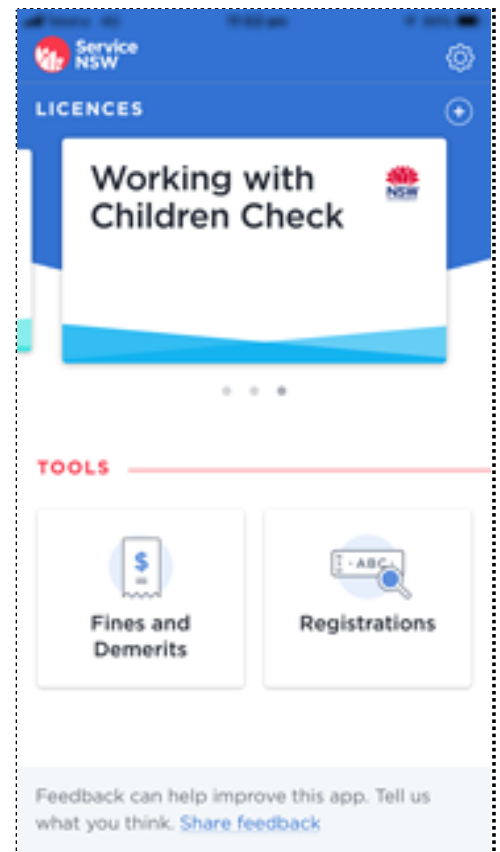 Service
NSW
LICENCES
Working with
Children Check
NSW
TOOLS
$
ABC
Fines and
Demerits
Registrations
Feedback can help improve this app. Tell us
what you think. Share feedback